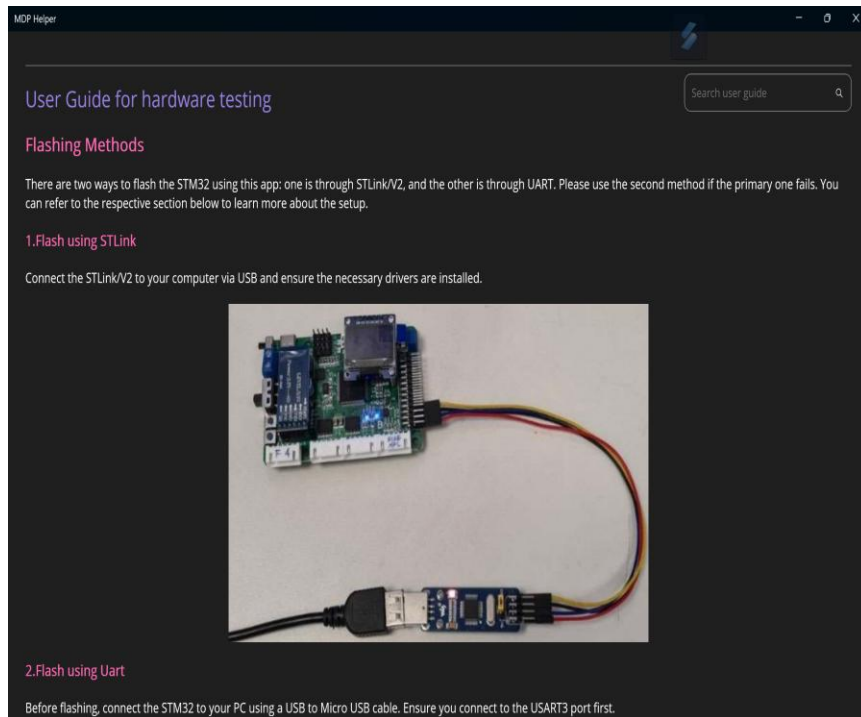 MDP Helper
User Guide for hardware testing
Search user guide
Flashing Methods
There are two ways to flash the STM32 using this app: one is through STLink/V2, and the other is through UART. Please use the second method if the primary one fails. You
can refer to the respective section below to learn more about the setup.
1.Flash using STLink
Connect the STLink/V2 to your computer via USB and ensure the necessary drivers are installed.
F 4
2.Flash using Uart
Before flashing, connect the STM32 to your PC using a USB to Micro USB cable. Ensure you connect to the USART3 port first.